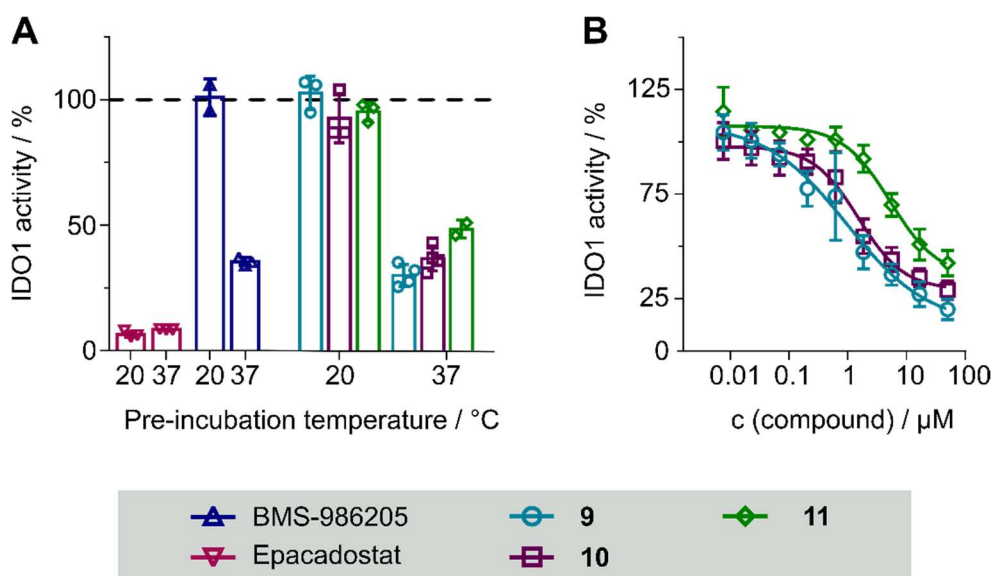 A
IDO1 activity / %
100
50
0
20 37 20 37 20 37
Pre-incubation temperature / °C
B
IDO1 activity / %
125
75
25
0
0.01 0.1 1 10 100
c (compound) / µM
BMS-986205 9 11
Epacadostat 10